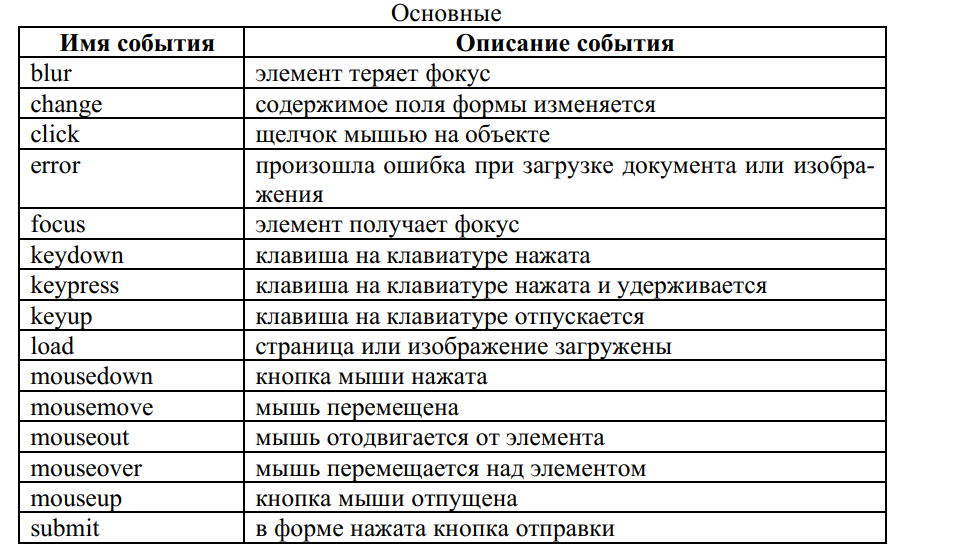 Основные
Имя события Описание события
blur элемент теряет фокус
change содержимое поля формы изменяется
click щелчок мышью на объекте
error произошла ошибка при загрузке документа или изобра-
жения
focus элемент получает фокус
keydown клавиша на клавиатуре нажата
keypress клавиша на клавиатуре нажата и удерживается
keyup клавиша на клавиатуре отпускается
load страница или изображение загружены
mousedown кнопка мыши нажата
mousemove мышь перемещена
mouseout мышь отодвигается от элемента
mouseover мышь перемещается над элементом
mouseup кнопка мыши отпущена
submit в форме нажата кнопка отправки